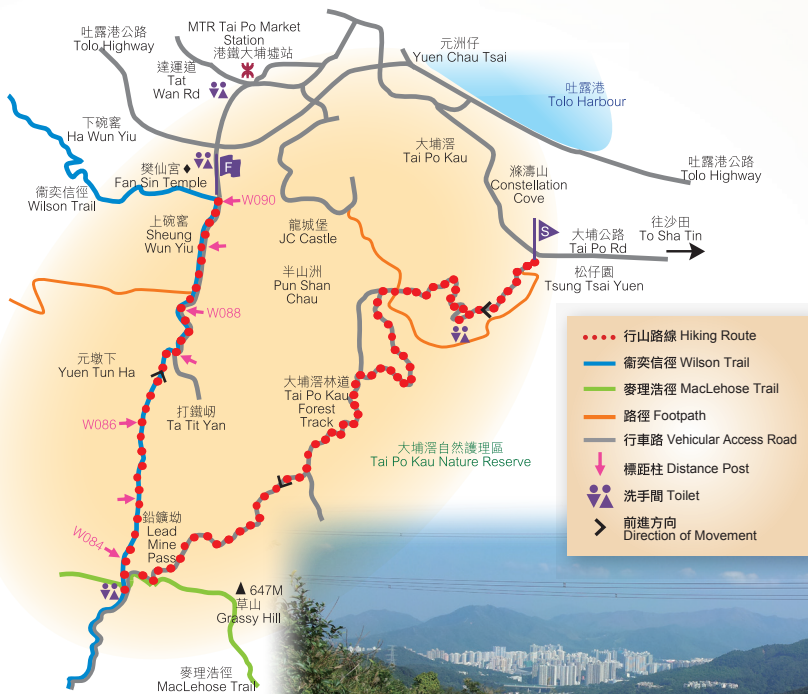 吐露港公路
Tolo Highway
MTR Tai Po Market
Station
港鐵大埔墟站
達運道
Tat
Wan Rd
元洲仔
Yuen Chau Tsai
吐露港
Tolo Harbour
下碗窰
Ha Wun Yiu
大埔滘
Tai Po Kau
樊仙宮
Fan Sin Temple
F
滌濤山
Constellation
Cove
吐露港公路
Tolo Highway
衞奕信徑
Wilson Trail
W090
上碗窰
Sheung
Wun Yiu
龍城堡
JC Castle
S
大埔公路
Tai Po Rd
往沙田
To Sha Tin
松仔園
Tsung Tsai Yuen
半山洲
Pun Shan
Chau
W088
元墩下
Yuen Tun Ha
打鐵屻
Ta Tit Yan
大埔滘林道
Tai Po Kau
Forest
Track
W086
大埔滘自然護理區
Tai Po Kau Nature Reserve
鉛鑛坳
Lead
Mine
Pass
W084
647M
草山
Grassy Hill
麥理浩徑
MacLehose Trail
行山路線 Hiking Route
衞奕信徑 Wilson Trail
麥理浩徑 MacLehose Trail
路徑 Footpath
行車路 Vehicular Access Road
標距柱 Distance Post
洗手間 Toilet
前進方向
Direction of Movement